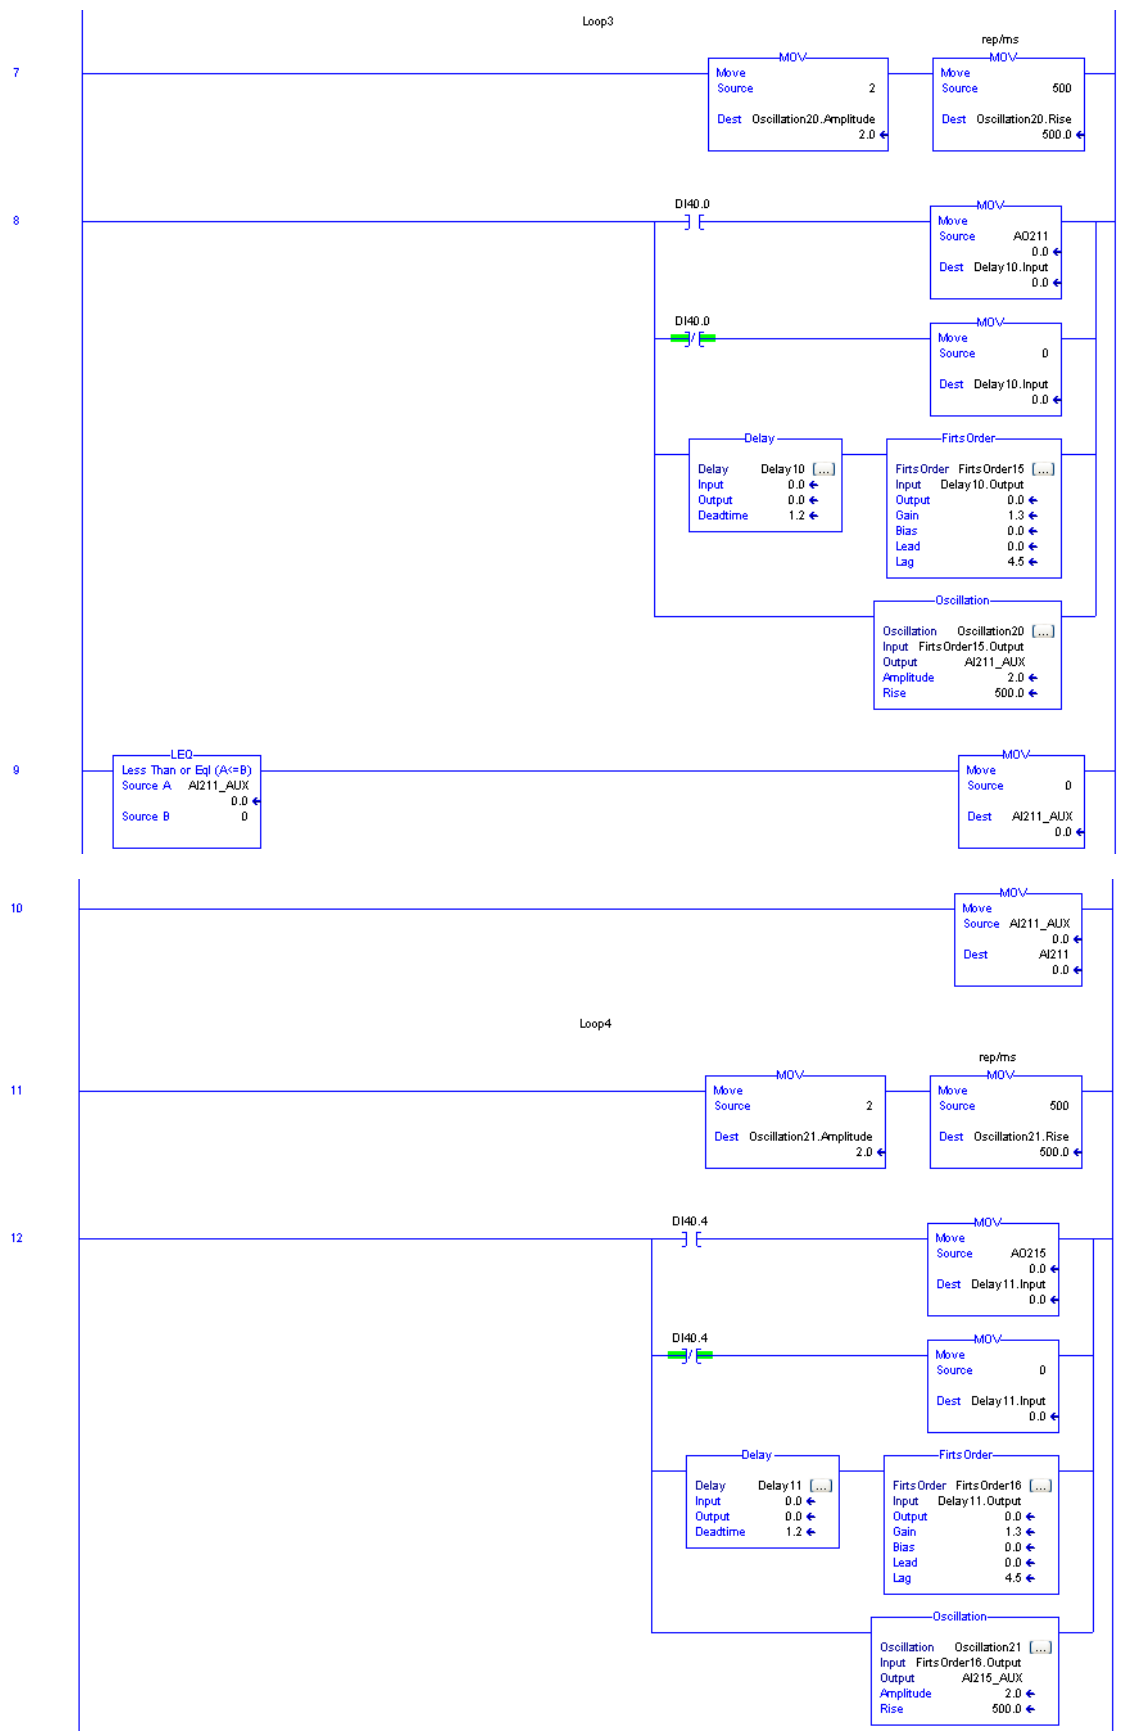 Loop3
rep/ms
7
MOV
Move
Source 2
Dest Oscillation20.Amplitude
2.0
MOV
Move
Source 500
Dest Oscillation20.Rise
500.0
8
DI40.0
MOV
Move
Source AO211
0.0
Dest Delay10.Input
0.0
DI40.0
MOV
Move
Source 0
Dest Delay10.Input
0.0
Delay
Delay Delay10 ...
Input 0.0
Output 0.0
Deadtime 1.2
FirtsOrder
FirtsOrder FirtsOrder15 ...
Input Delay10.Output
Output 0.0
Gain 1.3
Bias 0.0
Lead 0.0
Lag 4.5
Oscillation
Oscillation Oscillation20 ...
Input FirtsOrder15.Output
Output AI211_AUX
Amplitude 2.0
Rise 500.0
9
LEQ
Less Than or Eql (A<=B)
Source A AI211_AUX
0.0
Source B 0
MOV
Move
Source 0
Dest AI211_AUX
0.0
10
MOV
Move
Source AI211_AUX
0.0
Dest AI211
0.0
Loop4
rep/ms
11
MOV
Move
Source 2
Dest Oscillation21.Amplitude
2.0
MOV
Move
Source 500
Dest Oscillation21.Rise
500.0
12
DI40.4
MOV
Move
Source AO215
0.0
Dest Delay11.Input
0.0
DI40.4
MOV
Move
Source 0
Dest Delay11.Input
0.0
Delay
Delay Delay11 ...
Input 0.0
Output 0.0
Deadtime 1.2
FirtsOrder
FirtsOrder FirtsOrder16 ...
Input Delay11.Output
Output 0.0
Gain 1.3
Bias 0.0
Lead 0.0
Lag 4.5
Oscillation
Oscillation Oscillation21 ...
Input FirtsOrder16.Output
Output AI215_AUX
Amplitude 2.0
Rise 500.0